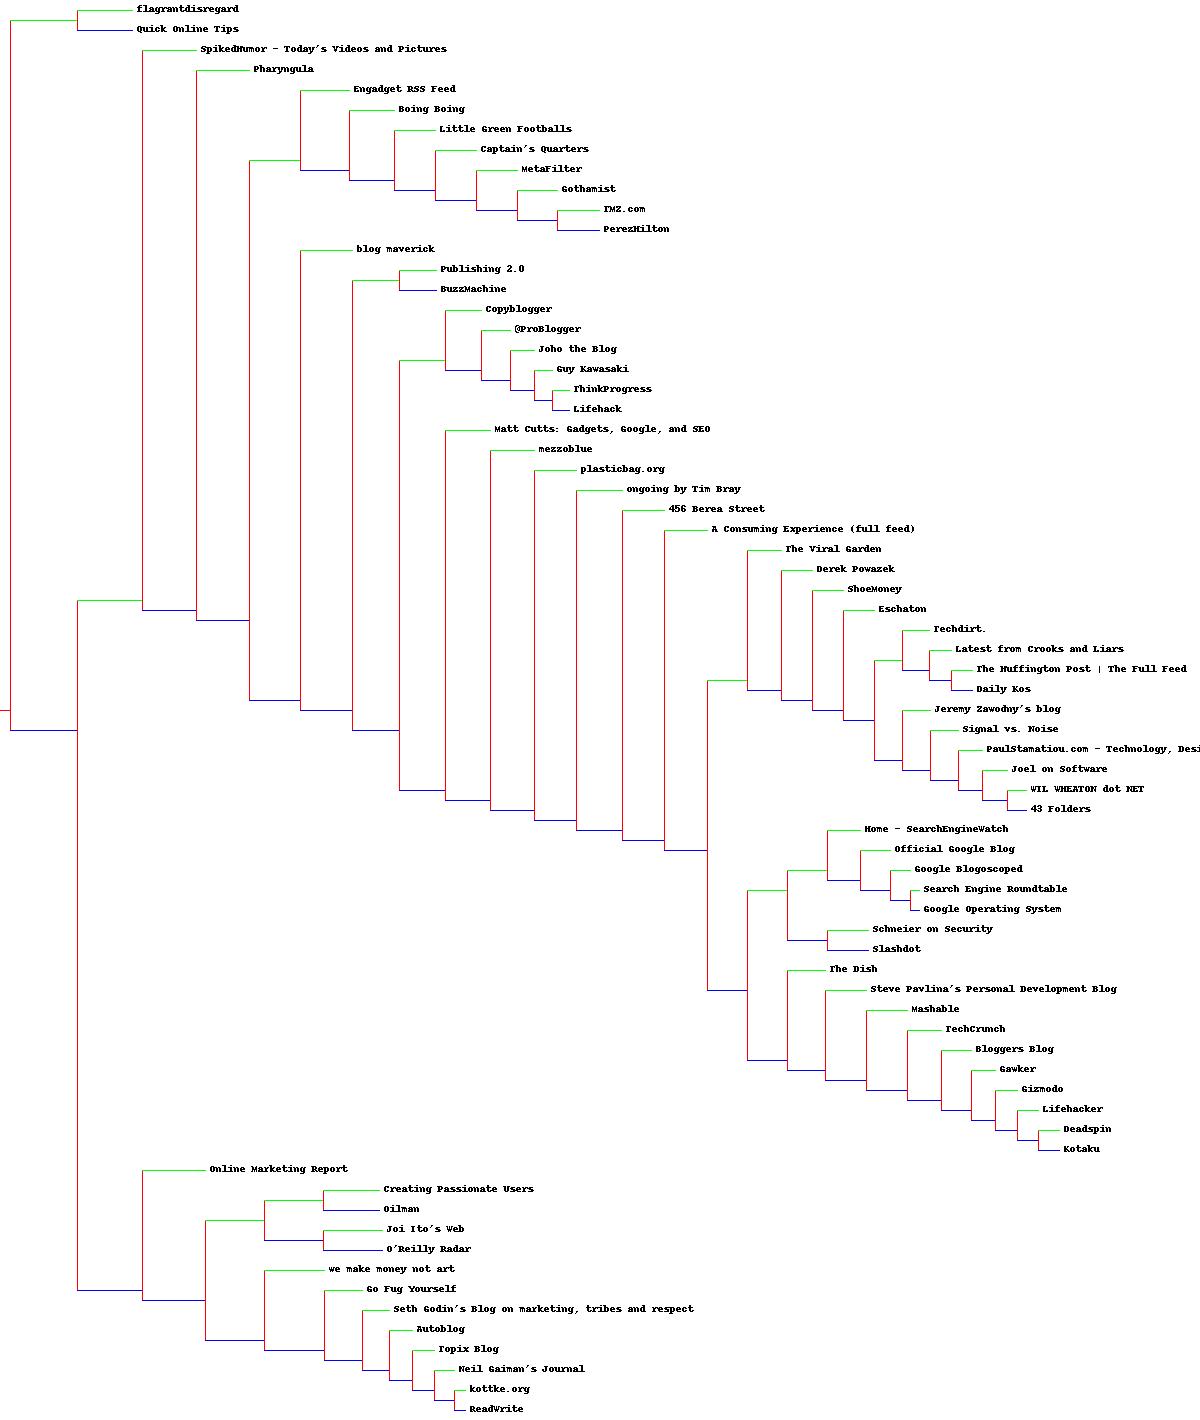 flagrantdisregard
Quick Online Tips
SpikedHumor - Today's Videos and Pictures
Pharyngula
Engadget RSS Feed
Boing Boing
Little Green Footballs
Captain's Quarters
MetaFilter
Gothamist
TMZ.com
PerezHilton
blog maverick
Publishing 2.0
BuzzMachine
Copyblogger
@ProBlogger
Joho the Blog
Guy Kawasaki
ThinkProgress
Lifehack
Matt Cutts: Gadgets, Google, and SEO
mezzoblue
plasticbag.org
ongoing by Tim Bray
456 Berea Street
A Consuming Experience (full feed)
The Viral Garden
Derek Powazek
ShoeMoney
Eschaton
Techdirt.
Latest from Crooks and Liars
The Huffington Post | The Full Feed
Daily Kos
Jeremy Zawodny's blog
Signal vs. Noise
PaulStamatiou.com - Technology, Desi
Joel on Software
WIL WHEATON dot NET
43 Folders
Home - SearchEngineWatch
Official Google Blog
Google Blogoscoped
Search Engine Roundtable
Google Operating System
Schneier on Security
Slashdot
The Dish
Steve Pavlina's Personal Development Blog
Mashable
TechCrunch
Bloggers Blog
Gawker
Gizmodo
Lifehacker
Deadspin
Kotaku
Online Marketing Report
Creating Passionate Users
Oilman
Joi Ito's Web
O'Reilly Radar
we make money not art
Go Fug Yourself
Seth Godin's Blog on marketing, tribes and respect
Autoblog
Topix Blog
Neil Gaiman's Journal
kottke.org
ReadWrite